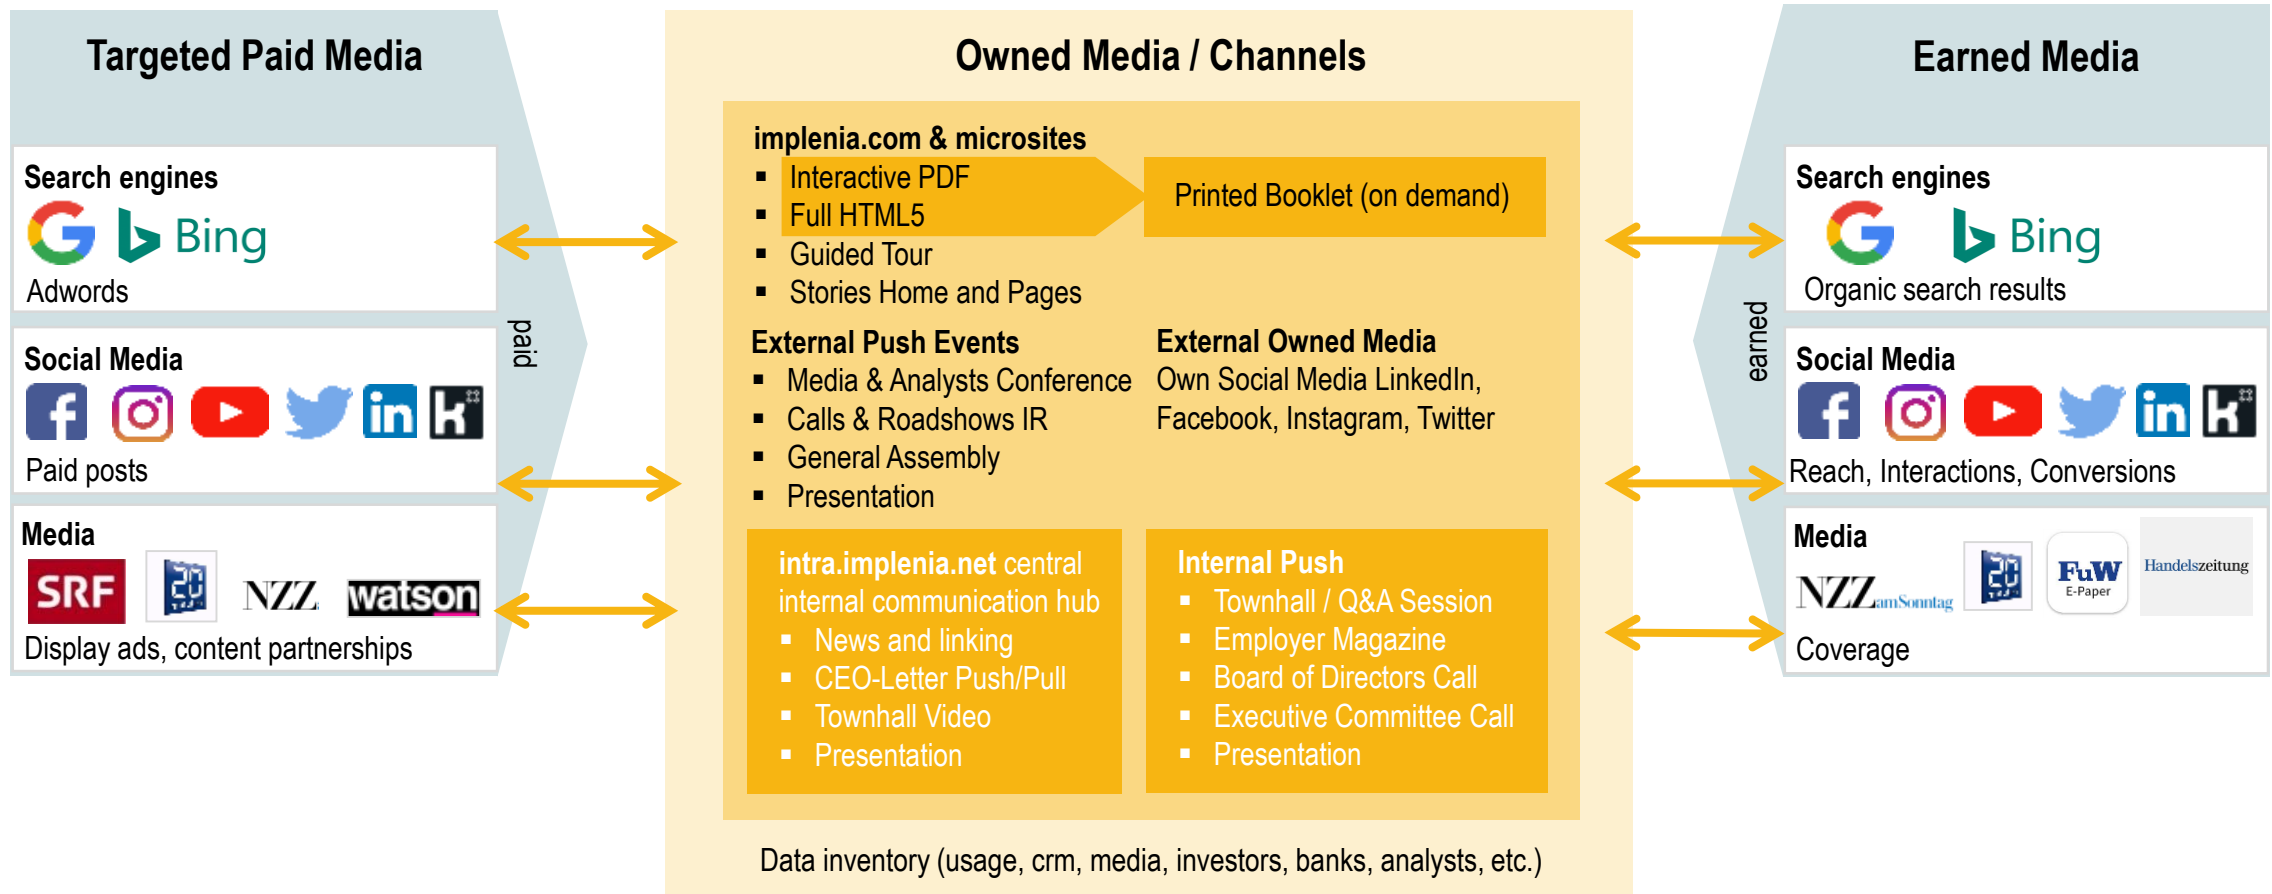 Targeted Paid Media
Search engines
Bing
Adwords
Social Media
in
Paid posts
Media
SRF
20
NZZ
watson
Display ads, content partnerships
paid
Owned Media / Channels
implenia.com & microsites
▪ Interactive PDF
▪ Full HTML5
▪ Guided Tour
▪ Stories Home and Pages
Printed Booklet (on demand)
External Push Events
▪ Media & Analysts Conference
▪ Calls & Roadshows IR
▪ General Assembly
▪ Presentation
External Owned Media
Own Social Media LinkedIn,
Facebook, Instagram, Twitter
intra.implenia.net central
internal communication hub
▪ News and linking
▪ CEO-Letter Push/Pull
▪ Townhall Video
▪ Presentation
Internal Push
▪ Townhall / Q&A Session
▪ Employer Magazine
▪ Board of Directors Call
▪ Executive Committee Call
▪ Presentation
Data inventory (usage, crm, media, investors, banks, analysts, etc.)
Earned Media
earned
Search engines
Bing
Organic search results
Social Media
in
Reach, Interactions, Conversions
Media
NZZamSonntag
20
FuW
E-Paper
Handelszeitung
Coverage